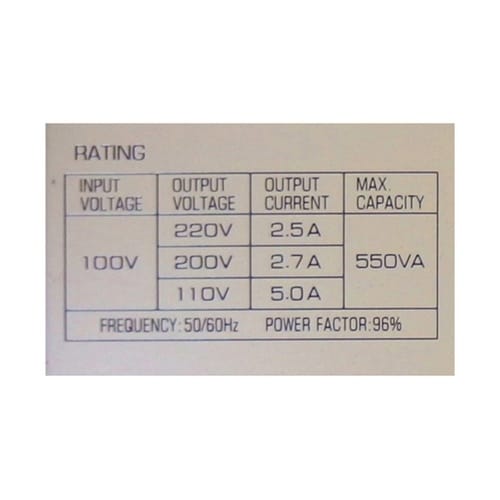 RATING
INPUT VOLTAGE OUTPUT VOLTAGE OUTPUT CURRENT MAX. CAPACITY
220V 2.5A
100V 200V 2.7A 550VA
110V 5.0A
FREQUENCY:50/60Hz POWER FACTOR:96%